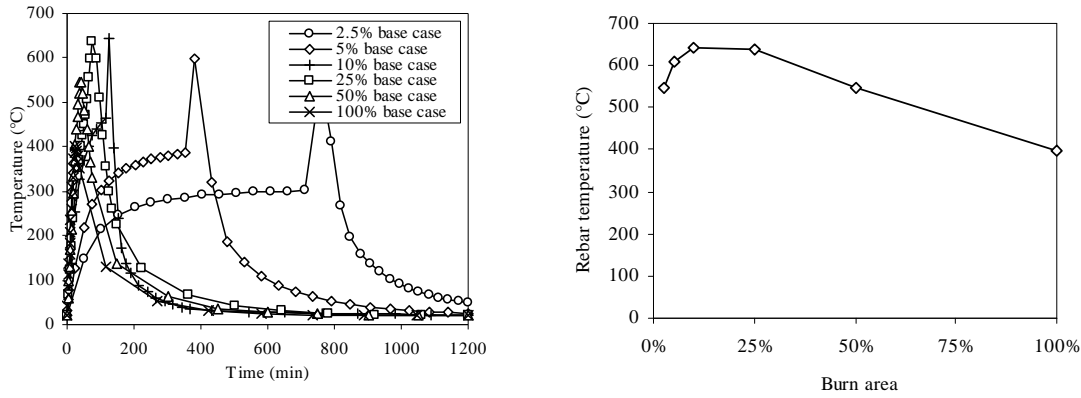 700
600
500
400
300
200
100
0
Temperature (°C)
0 200 400 600 800 1000 1200
Time (min)
2.5% base case
5% base case
10% base case
25% base case
50% base case
100% base case
700
600
500
400
300
200
100
0
Rebar temperature (°C)
0% 25% 50% 75% 100%
Burn area